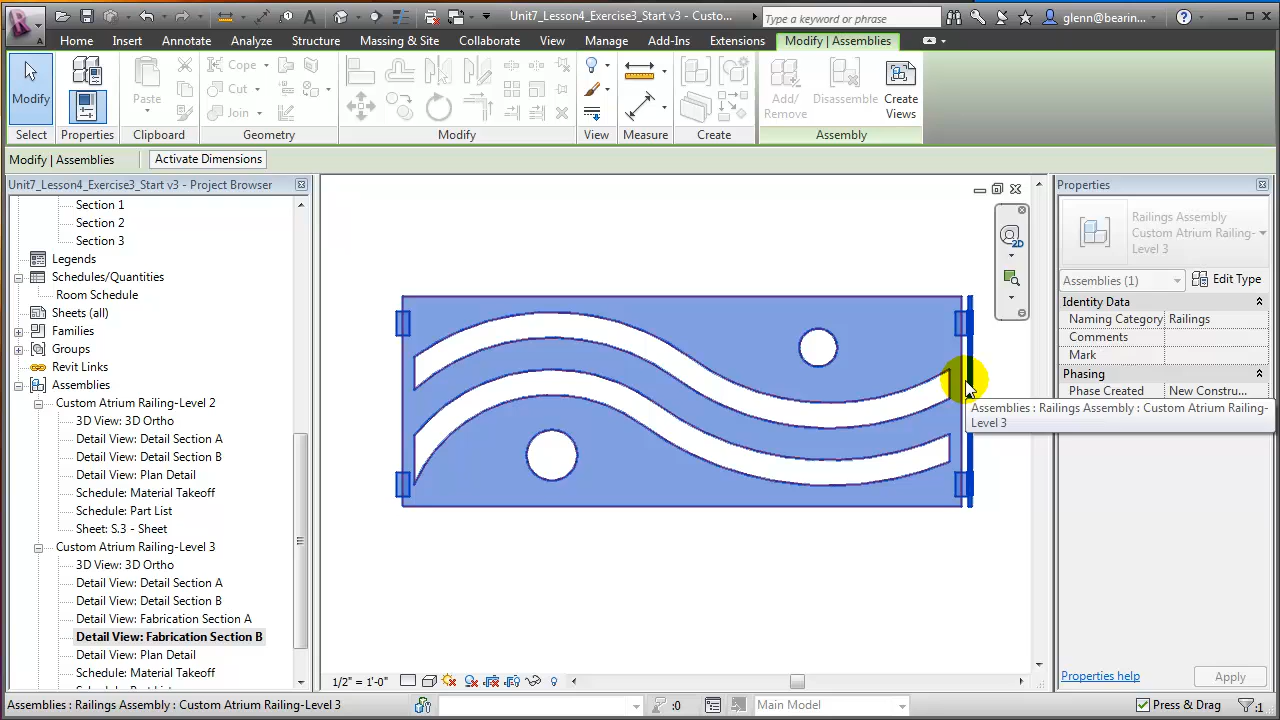 Unit7_Lesson4_Exercise3_Start v3 - Custo...
Type a keyword or phrase
glenn@bearin...
Home Insert Annotate Analyze Structure Massing & Site Collaborate View Manage Add-Ins Extensions Modify | Assemblies
Modify
Paste
Cope
Cut
Join
Add/
Remove
Disassemble
Create
Views
Select Properties Clipboard Geometry Modify View Measure Create Assembly
Modify | Assemblies Activate Dimensions
Unit7_Lesson4_Exercise3_Start v3 - Project Browser
Section 1
Section 2
Section 3
Legends
Schedules/Quantities
Room Schedule
Sheets (all)
Families
Groups
Revit Links
Assemblies
Custom Atrium Railing-Level 2
3D View: 3D Ortho
Detail View: Detail Section A
Detail View: Detail Section B
Detail View: Plan Detail
Schedule: Material Takeoff
Schedule: Part List
Sheet: S.3 - Sheet
Custom Atrium Railing-Level 3
3D View: 3D Ortho
Detail View: Detail Section A
Detail View: Detail Section B
Detail View: Fabrication Section A
Detail View: Fabrication Section B
Detail View: Plan Detail
Schedule: Material Takeoff
2D
Assemblies : Railings Assembly : Custom Atrium Railing-
Level 3
1/2" = 1'-0"
Properties
Railings Assembly
Custom Atrium Railing-
Level 3
Assemblies (1) Edit Type
Identity Data
Naming Category Railings
Comments
Mark
Phasing
Phase Created New Constru...
Properties help Apply
Assemblies : Railings Assembly : Custom Atrium Railing-Level 3 :0 Main Model Press & Drag :1